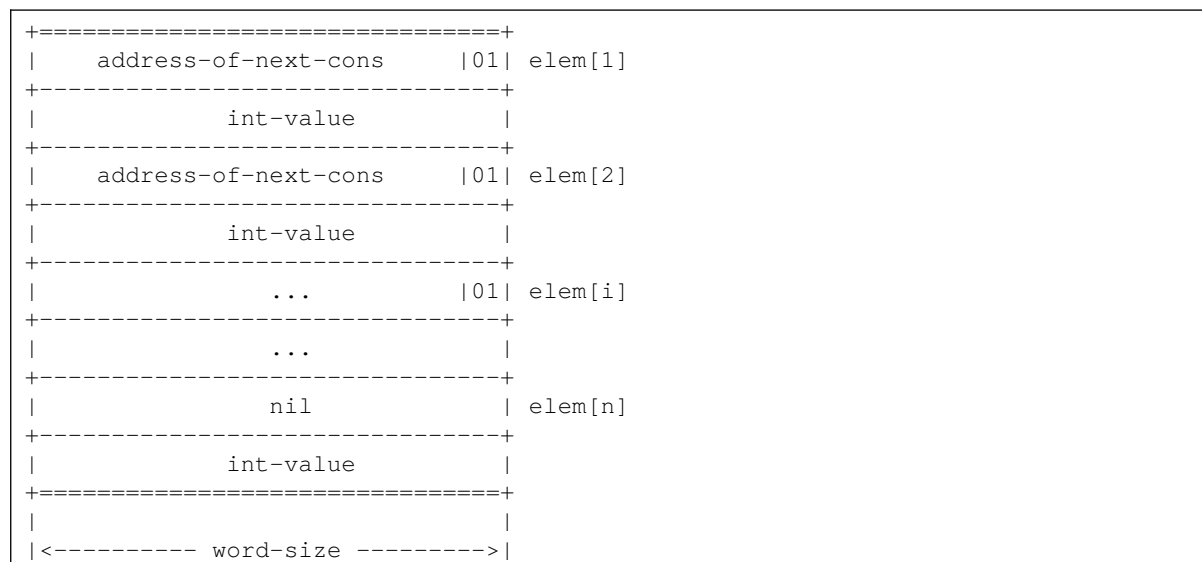 +================================+
|    address-of-next-cons     |01| elem[1]
+--------------------------------+
|            int-value           |
+--------------------------------+
|    address-of-next-cons     |01| elem[2]
+--------------------------------+
|            int-value           |
+--------------------------------+
|               ...           |01| elem[i]
+--------------------------------+
|               ...              |
+--------------------------------+
|               nil              | elem[n]
+--------------------------------+
|            int-value           |
+================================+
|                                |
|<---------- word-size --------->|